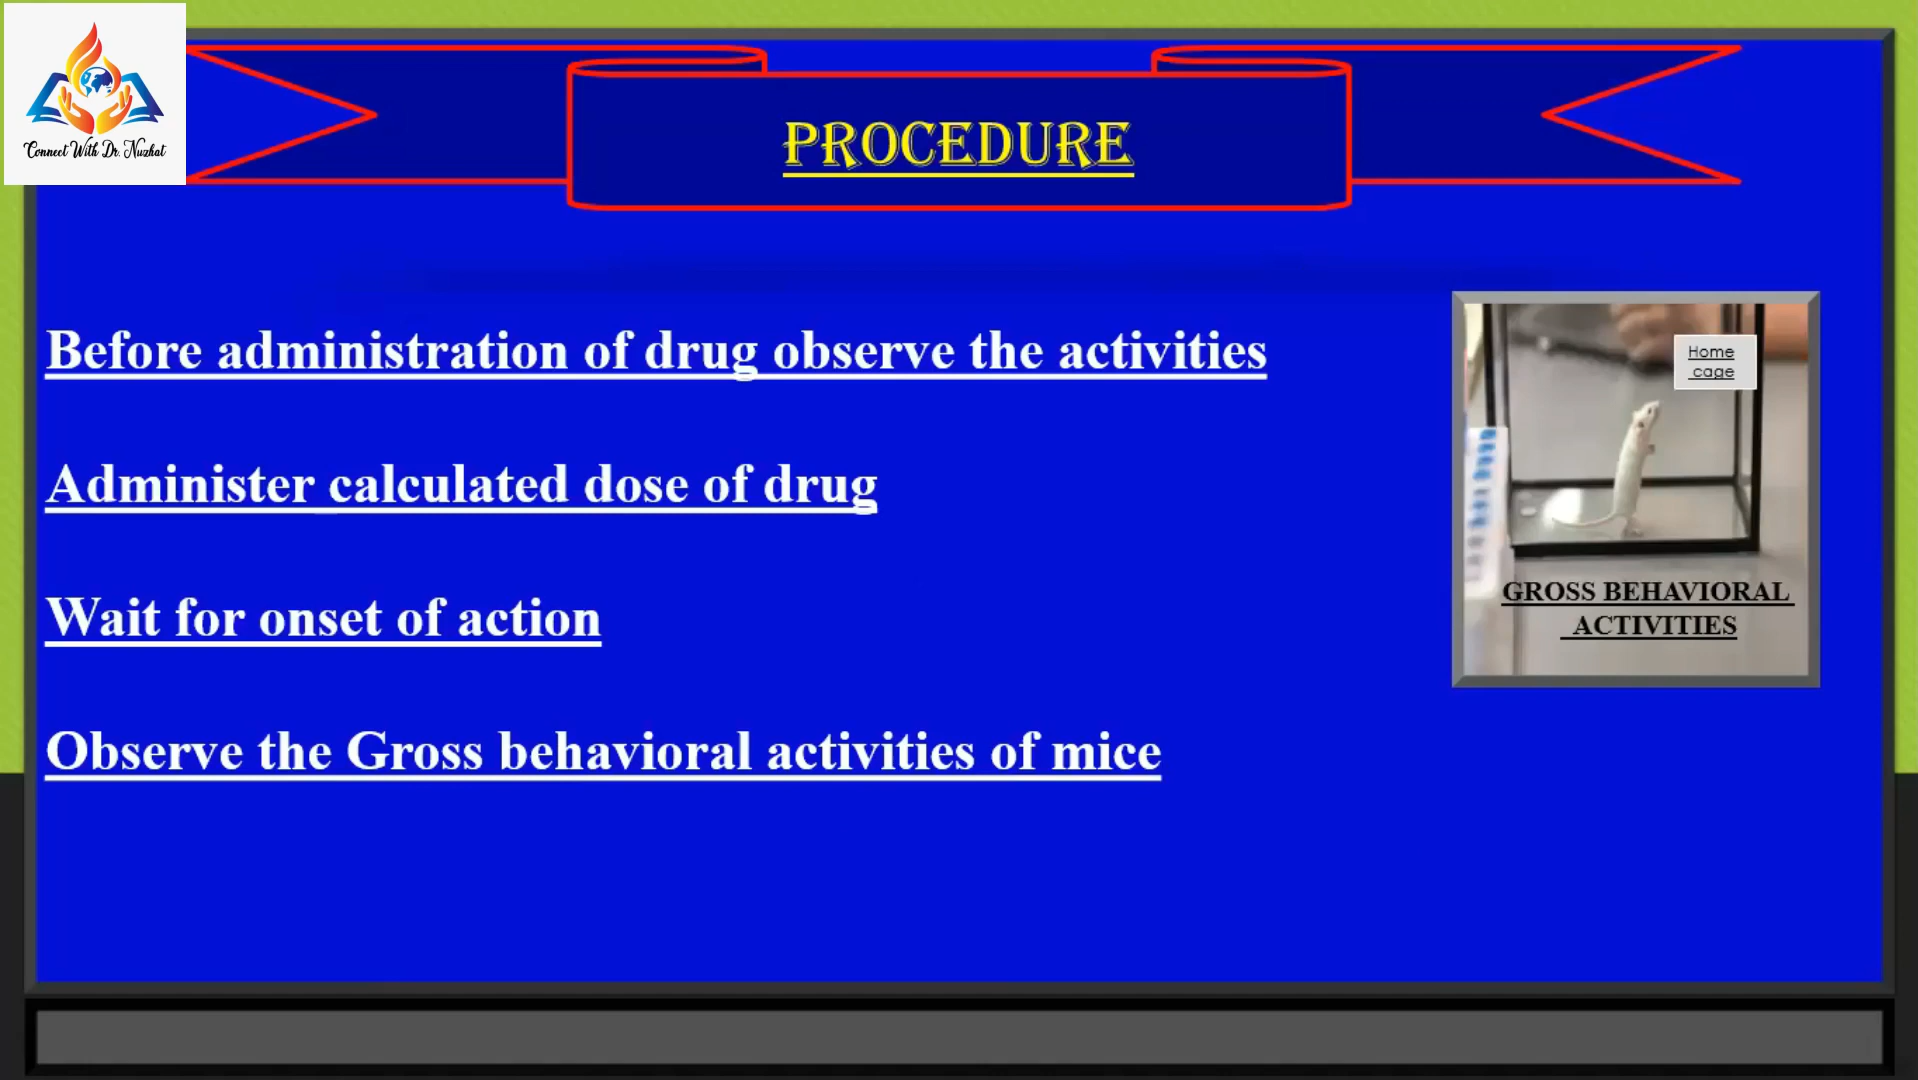 Connect With Dr. Nuzhat
PROCEDURE
Before administration of drug observe the activities
Administer calculated dose of drug
Wait for onset of action
Observe the Gross behavioral activities of mice
Home
cage
GROSS BEHAVIORAL
ACTIVITIES